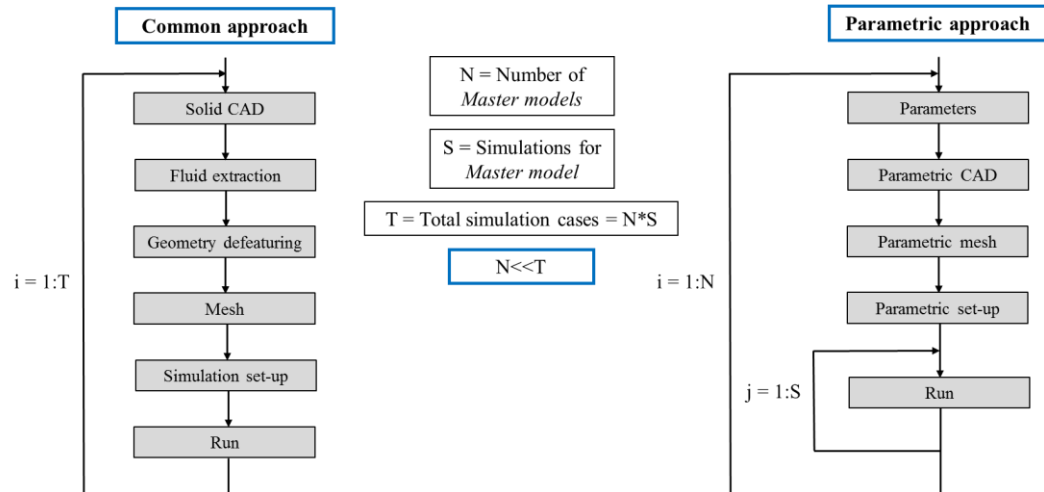 Common approach
Solid CAD
Fluid extraction
Geometry defeaturing
Mesh
Simulation set-up
Run
i = 1:T
N = Number of
Master models
S = Simulations for
Master model
T = Total simulation cases = N*S
N<<T
Parametric approach
Parameters
Parametric CAD
Parametric mesh
Parametric set-up
Run
i = 1:N
j = 1:S